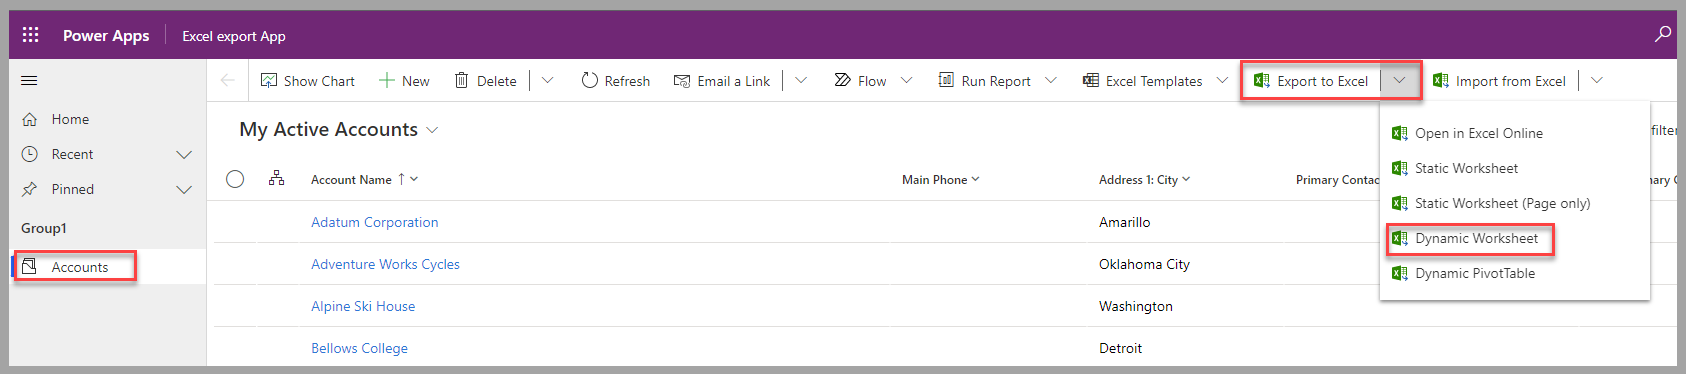 Power Apps Excel export App
Show Chart New Delete Refresh Email a Link Flow Run Report Excel Templates Export to Excel Import from Excel
Home
Recent
Pinned
Group1
Accounts
My Active Accounts
Account Name Main Phone Address 1: City Primary Contac
Adatum Corporation Amarillo
Adventure Works Cycles Oklahoma City
Alpine Ski House Washington
Bellows College Detroit
Open in Excel Online
Static Worksheet
Static Worksheet (Page only)
Dynamic Worksheet
Dynamic PivotTable
filter